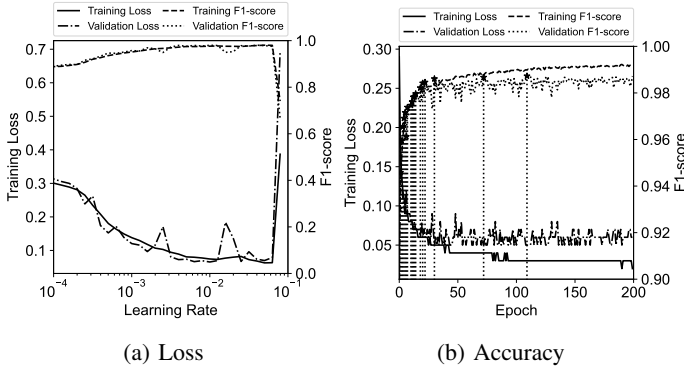 Training Loss Training F1-score
Validation Loss Validation F1-score
0.7
0.6
0.5
0.4
0.3
0.2
0.1
Training Loss
1.0
0.8
0.6
0.4
0.2
0.0
F1-score
10⁻⁴ 10⁻³ 10⁻² 10⁻¹
Learning Rate
(a) Loss
Training Loss Training F1-score
Validation Loss Validation F1-score
0.30
0.25
0.20
0.15
0.10
0.05
Training Loss
1.00
0.98
0.96
0.94
0.92
0.90
F1-score
0 50 100 150 200
Epoch
(b) Accuracy